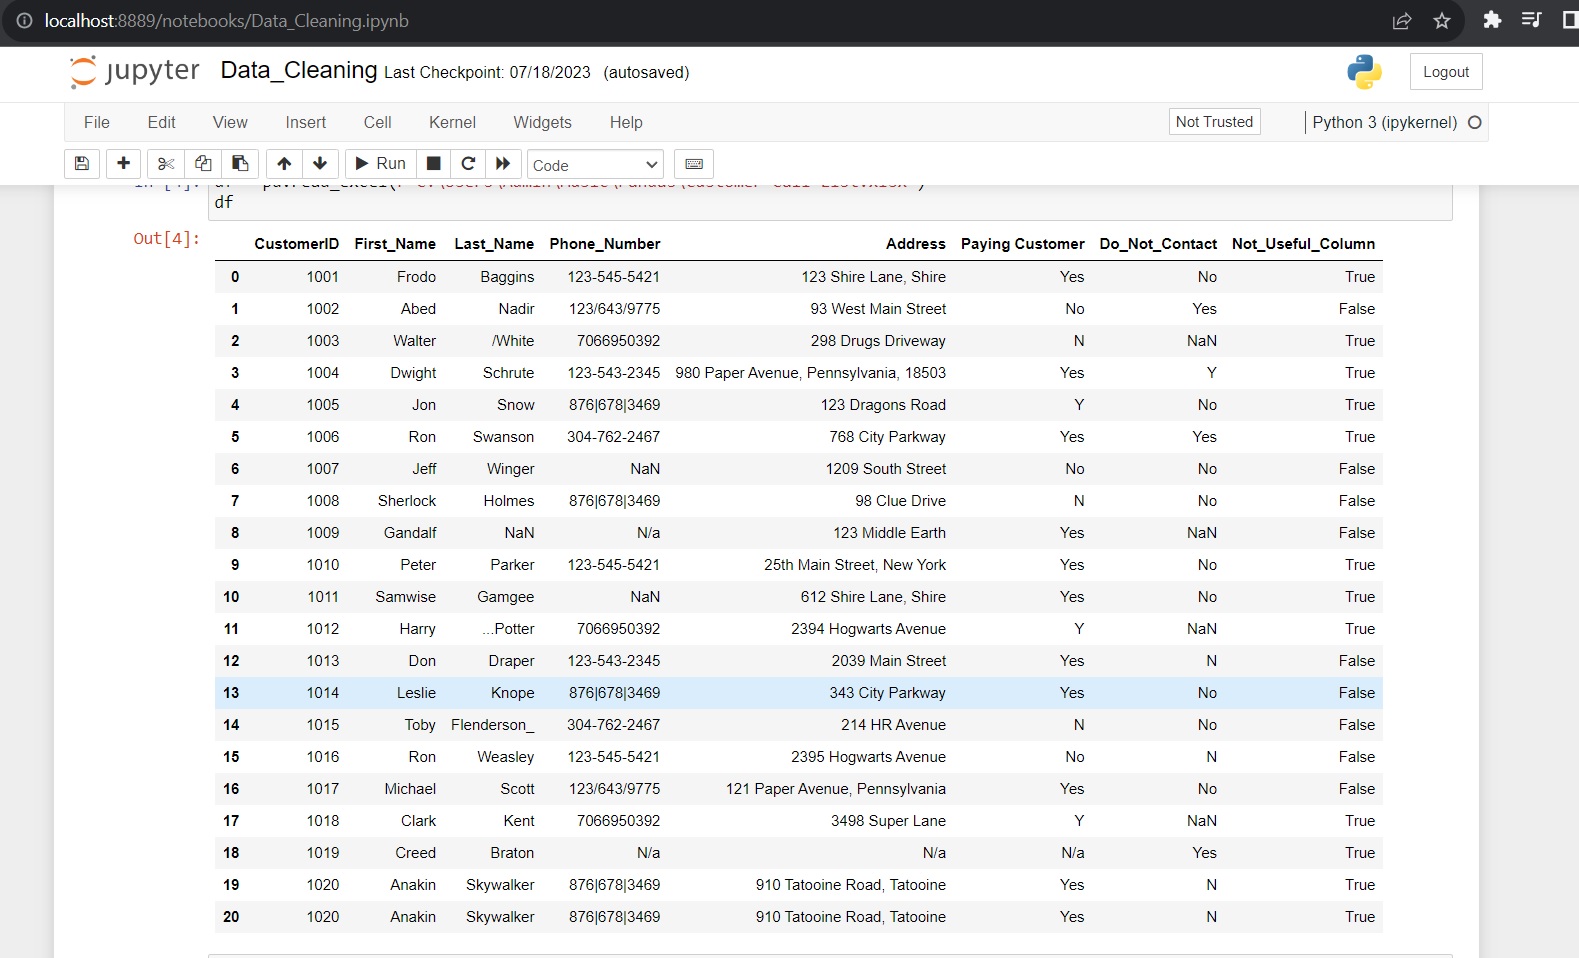 localhost:8889/notebooks/Data_Cleaning.ipynb
jupyter Data_Cleaning Last Checkpoint: 07/18/2023 (autosaved) Logout
File Edit View Insert Cell Kernel Widgets Help Not Trusted Python 3 (ipykernel)
Run Code
df
Out[4]:
CustomerID First_Name Last_Name Phone_Number Address Paying Customer Do_Not_Contact Not_Useful_Column
0 1001 Frodo Baggins 123-545-5421 123 Shire Lane, Shire Yes No True
1 1002 Abed Nadir 123/643/9775 93 West Main Street No Yes False
2 1003 Walter /White 7066950392 298 Drugs Driveway N NaN True
3 1004 Dwight Schrute 123-543-2345 980 Paper Avenue, Pennsylvania, 18503 Yes Y True
4 1005 Jon Snow 876|678|3469 123 Dragons Road Y No True
5 1006 Ron Swanson 304-762-2467 768 City Parkway Yes Yes True
6 1007 Jeff Winger NaN 1209 South Street No No False
7 1008 Sherlock Holmes 876|678|3469 98 Clue Drive N No False
8 1009 Gandalf NaN N/a 123 Middle Earth Yes NaN False
9 1010 Peter Parker 123-545-5421 25th Main Street, New York Yes No True
10 1011 Samwise Gamgee NaN 612 Shire Lane, Shire Yes No True
11 1012 Harry ...Potter 7066950392 2394 Hogwarts Avenue Y NaN True
12 1013 Don Draper 123-543-2345 2039 Main Street Yes N False
13 1014 Leslie Knope 876|678|3469 343 City Parkway Yes No False
14 1015 Toby Flenderson_ 304-762-2467 214 HR Avenue N No False
15 1016 Ron Weasley 123-545-5421 2395 Hogwarts Avenue No N False
16 1017 Michael Scott 123/643/9775 121 Paper Avenue, Pennsylvania Yes No False
17 1018 Clark Kent 7066950392 3498 Super Lane Y NaN True
18 1019 Creed Braton N/a N/a N/a Yes True
19 1020 Anakin Skywalker 876|678|3469 910 Tatooine Road, Tatooine Yes N True
20 1020 Anakin Skywalker 876|678|3469 910 Tatooine Road, Tatooine Yes N True